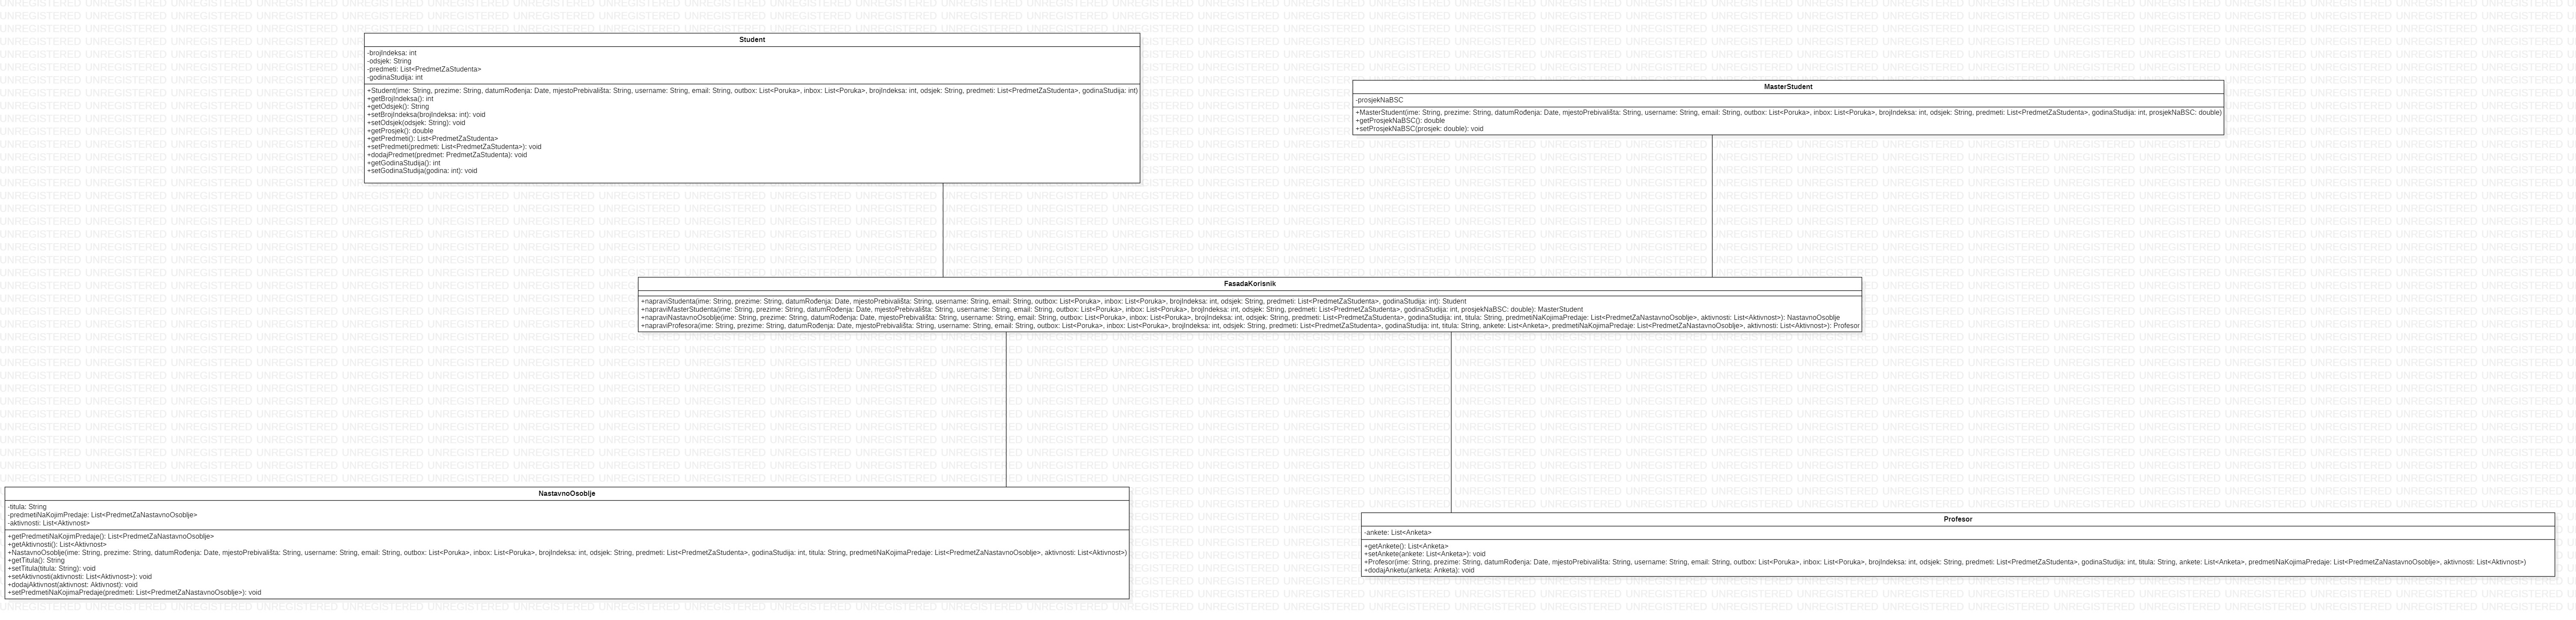 Student
-brojIndeksa: int
-odsjek: String
-predmeti: List<PredmetZaStudenta>
-godinaStudija: int
+Student(ime: String, prezime: String, datumRođenja: Date, mjestoPrebivališta: String, username: String, email: String, outbox: List<Poruka>, inbox: List<Poruka>, brojIndeksa: int, odsjek: String, predmeti: List<PredmetZaStudenta>, godinaStudija: int)
+getBrojIndeksa(): int
+getOdsjek(): String
+setBrojIndeksa(brojIndeksa: int): void
+setOdsjek(odsjek: String): void
+getProsjek(): double
+getPredmeti(): List<PredmetZaStudenta>
+setPredmeti(predmeti: List<PredmetZaStudenta>): void
+dodajPredmet(predmet: PredmetZaStudenta): void
+getGodinaStudija(): int
+setGodinaStudija(godina: int): void
MasterStudent
-prosjekNaBSC
+MasterStudent(ime: String, prezime: String, datumRođenja: Date, mjestoPrebivališta: String, username: String, email: String, outbox: List<Poruka>, inbox: List<Poruka>, brojIndeksa: int, odsjek: String, predmeti: List<PredmetZaStudenta>, godinaStudija: int, prosjekNaBSC: double)
+getProsjekNaBSC(): double
+setProsjekNaBSC(prosjek: double): void
FasadaKorisnik
+napraviStudenta(ime: String, prezime: String, datumRođenja: Date, mjestoPrebivališta: String, username: String, email: String, outbox: List<Poruka>, inbox: List<Poruka>, brojIndeksa: int, odsjek: String, predmeti: List<PredmetZaStudenta>, godinaStudija: int): Student
+napraviMasterStudenta(ime: String, prezime: String, datumRođenja: Date, mjestoPrebivališta: String, username: String, email: String, outbox: List<Poruka>, inbox: List<Poruka>, brojIndeksa: int, odsjek: String, predmeti: List<PredmetZaStudenta>, godinaStudija: int, prosjekNaBSC: double): MasterStudent
+napraviNastavnoOsoblje(ime: String, prezime: String, datumRođenja: Date, mjestoPrebivališta: String, username: String, email: String, outbox: List<Poruka>, inbox: List<Poruka>, brojIndeksa: int, odsjek: String, predmeti: List<PredmetZaStudenta>, godinaStudija: int, titula: String, predmetiNaKojimaPredaje: List<PredmetZaNastavnoOsoblje>, aktivnosti: List<Aktivnost>): NastavnoOsoblje
+napraviProfesora(ime: String, prezime: String, datumRođenja: Date, mjestoPrebivališta: String, username: String, email: String, outbox: List<Poruka>, inbox: List<Poruka>, brojIndeksa: int, odsjek: String, predmeti: List<PredmetZaStudenta>, godinaStudija: int, titula: String, ankete: List<Anketa>, predmetiNaKojimaPredaje: List<PredmetZaNastavnoOsoblje>, aktivnosti: List<Aktivnost>): Profesor
NastavnoOsoblje
-titula: String
-predmetiNaKojimPredaje: List<PredmetZaNastavnoOsoblje>
-aktivnosti: List<Aktivnost>
+getPredmetiNaKojimPredaje(): List<PredmetZaNastavnoOsoblje>
+getAktivnosti(): List<Aktivnost>
+NastavnoOsoblje(ime: String, prezime: String, datumRođenja: Date, mjestoPrebivališta: String, username: String, email: String, outbox: List<Poruka>, inbox: List<Poruka>, brojIndeksa: int, odsjek: String, predmeti: List<PredmetZaStudenta>, godinaStudija: int, titula: String, predmetiNaKojimaPredaje: List<PredmetZaNastavnoOsoblje>, aktivnosti: List<Aktivnost>)
+getTitula(): String
+setTitula(titula: String): void
+setAktivnosti(aktivnosti: List<Aktivnost>): void
+dodajAktivnost(aktivnost: Aktivnost): void
+setPredmetiNaKojimaPredaje(predmeti: List<PredmetZaNastavnoOsoblje>): void
Profesor
-ankete: List<Anketa>
+getAnkete(): List<Anketa>
+setAnkete(ankete: List<Anketa>): void
+Profesor(ime: String, prezime: String, datumRođenja: Date, mjestoPrebivališta: String, username: String, email: String, outbox: List<Poruka>, inbox: List<Poruka>, brojIndeksa: int, odsjek: String, predmeti: List<PredmetZaStudenta>, godinaStudija: int, titula: String, ankete: List<Anketa>, predmetiNaKojimaPredaje: List<PredmetZaNastavnoOsoblje>, aktivnosti: List<Aktivnost>)
+dodajAnketu(anketa: Anketa): void